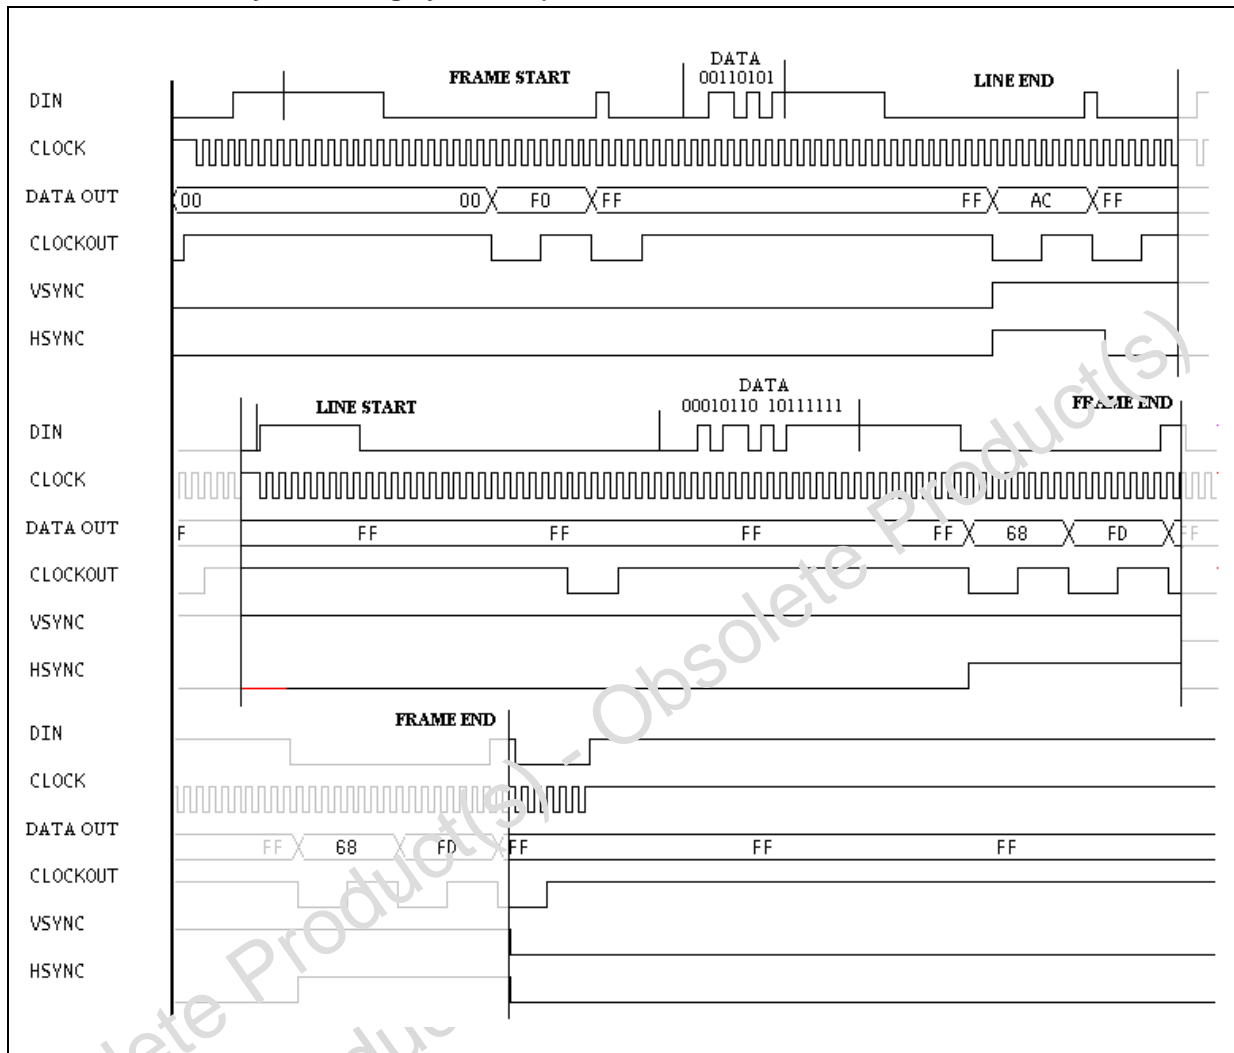 DATA
FRAME START 00110101 LINE END
DIN
CLOCK
DATA OUT 00 00 F0 FF FF AC FF
CLOCKOUT
VSYNC
HSYNC
DATA
LINE START 00010110 10111111 FRAME END
DIN
CLOCK
DATA OUT F FF FF FF FF 68 FD FF
CLOCKOUT
VSYNC
HSYNC
FRAME END
DIN
CLOCK
DATA OUT FF 68 FD FF FF FF
CLOCKOUT
VSYNC
HSYNC
lete Product(s) - Obsolete Product(s)